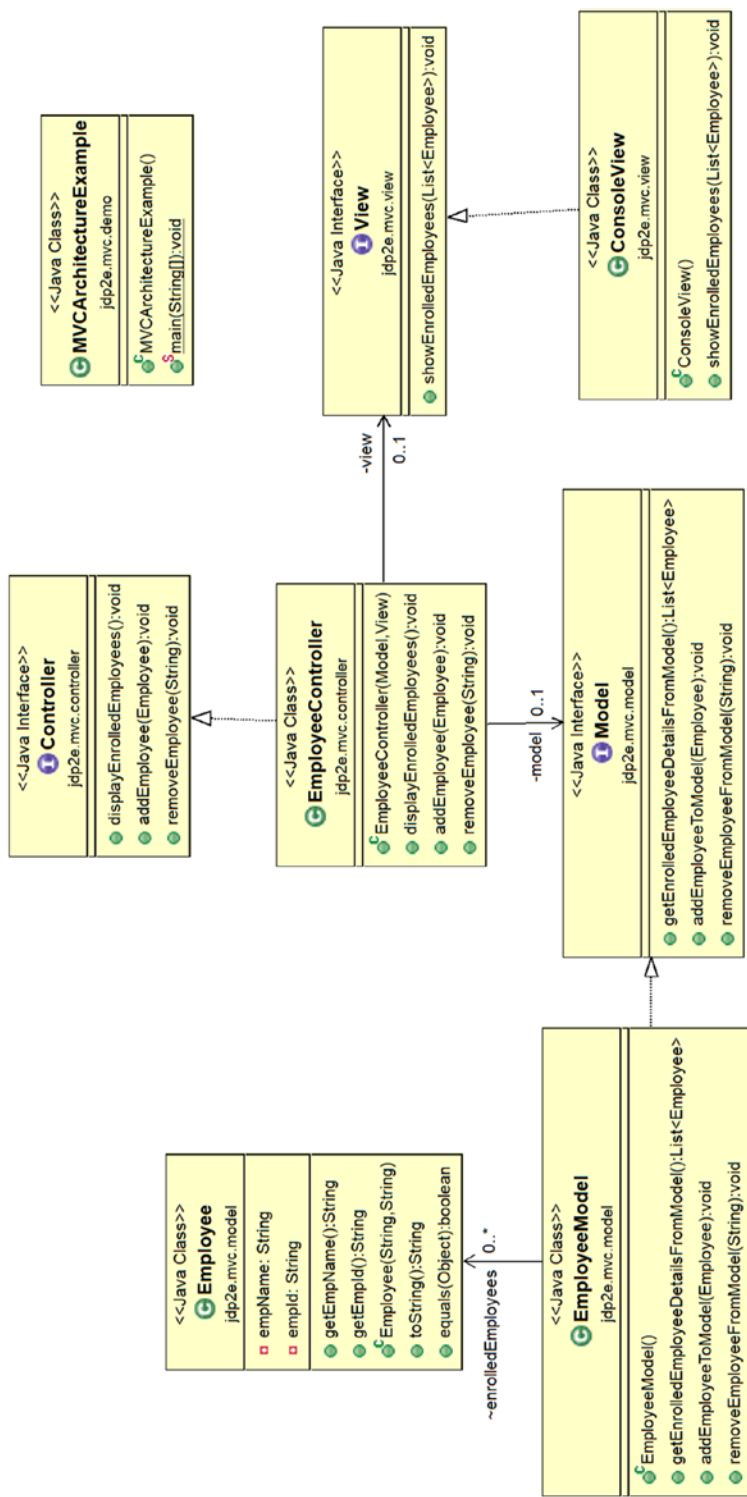 <<Java Class>>
MVCArchitectureExample
jdp2e.mvc.demo
MVCArchitectureExample()
main(String[]):void
<<Java Interface>>
Controller
jdp2e.mvc.controller
displayEnrolledEmployees():void
addEmployee(Employee):void
removeEmployee(String):void
<<Java Class>>
EmployeeController
jdp2e.mvc.controller
EmployeeController(Model,View)
displayEnrolledEmployees():void
addEmployee(Employee):void
removeEmployee(String):void
-view
0..1
<<Java Interface>>
View
jdp2e.mvc.view
showEnrolledEmployees(List<Employee>):void
<<Java Class>>
ConsoleView
jdp2e.mvc.view
ConsoleView()
showEnrolledEmployees(List<Employee>):void
-model 0..1
<<Java Interface>>
Model
jdp2e.mvc.model
getEnrolledEmployeeDetailsFromModel():List<Employee>
addEmployeeToModel(Employee):void
removeEmployeeFromModel(String):void
<<Java Class>>
Employee
jdp2e.mvc.model
empName: String
empId: String
getEmpName():String
getEmpId():String
Employee(String,String)
toString():String
equals(Object):boolean
~enrolledEmployees 0..*
<<Java Class>>
EmployeeModel
jdp2e.mvc.model
EmployeeModel()
getEnrolledEmployeeDetailsFromModel():List<Employee>
addEmployeeToModel(Employee):void
removeEmployeeFromModel(String):void